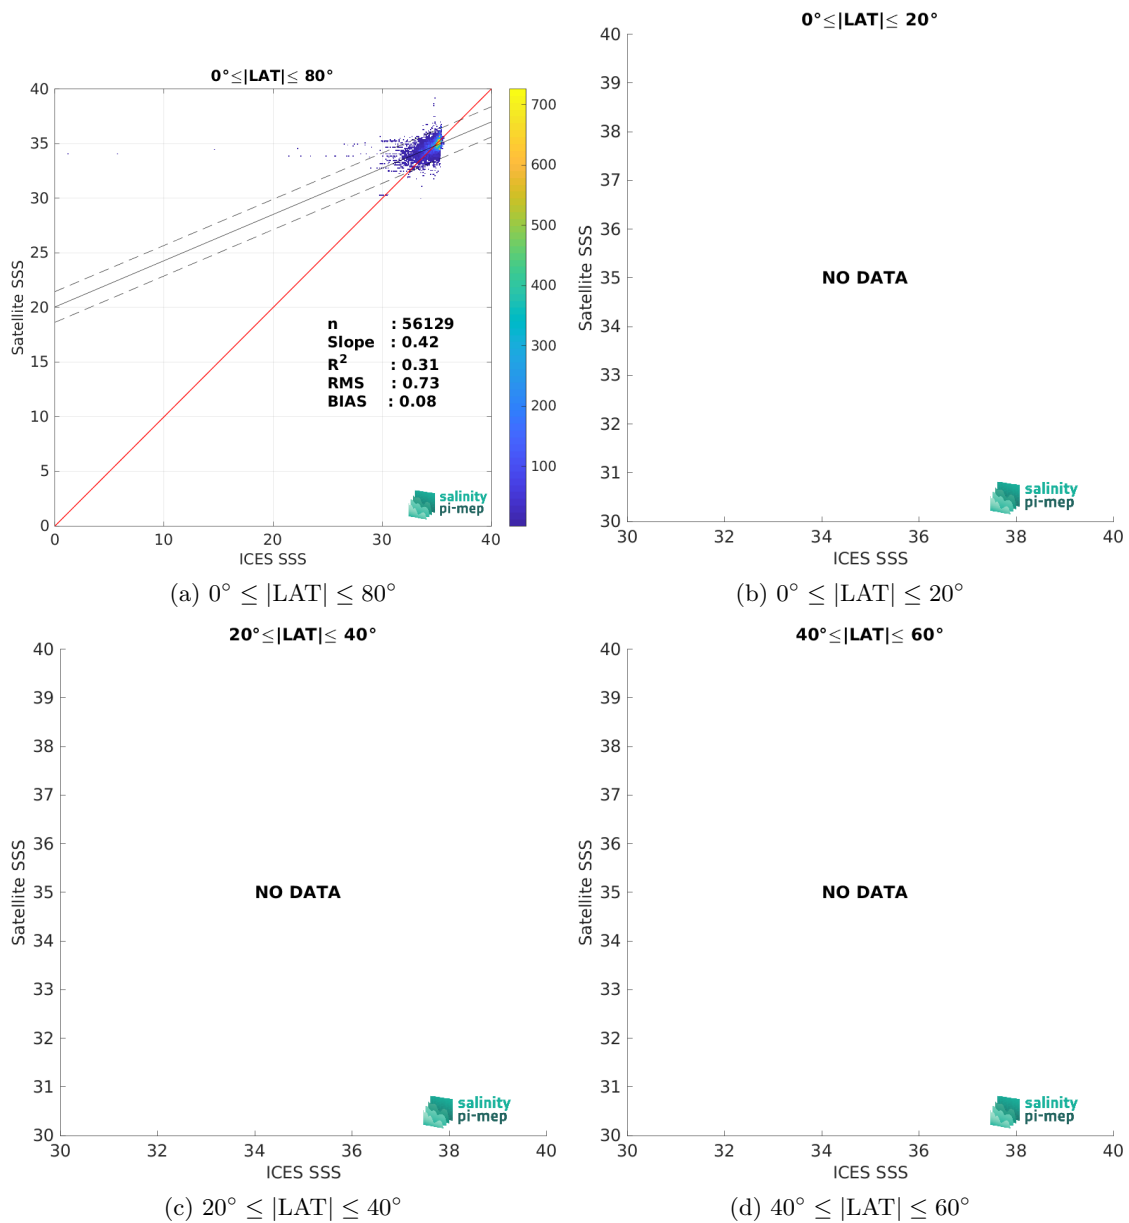 0°≤|LAT|≤ 80°
40
35
30
25
20
15
10
5
0
0
10
20
30
40
Satellite SSS
ICES SSS
n : 56129
Slope : 0.42
R² : 0.31
RMS : 0.73
BIAS : 0.08
700
600
500
400
300
200
100
salinity
pi-mep
(a) 0° ≤ |LAT| ≤ 80°
0°≤|LAT|≤ 20°
40
39
38
37
36
35
34
33
32
31
30
30
32
34
36
38
40
Satellite SSS
ICES SSS
NO DATA
salinity
pi-mep
(b) 0° ≤ |LAT| ≤ 20°
20°≤|LAT|≤ 40°
40
39
38
37
36
35
34
33
32
31
30
30
32
34
36
38
40
Satellite SSS
ICES SSS
NO DATA
salinity
pi-mep
(c) 20° ≤ |LAT| ≤ 40°
40°≤|LAT|≤ 60°
40
39
38
37
36
35
34
33
32
31
30
30
32
34
36
38
40
Satellite SSS
ICES SSS
NO DATA
salinity
pi-mep
(d) 40° ≤ |LAT| ≤ 60°